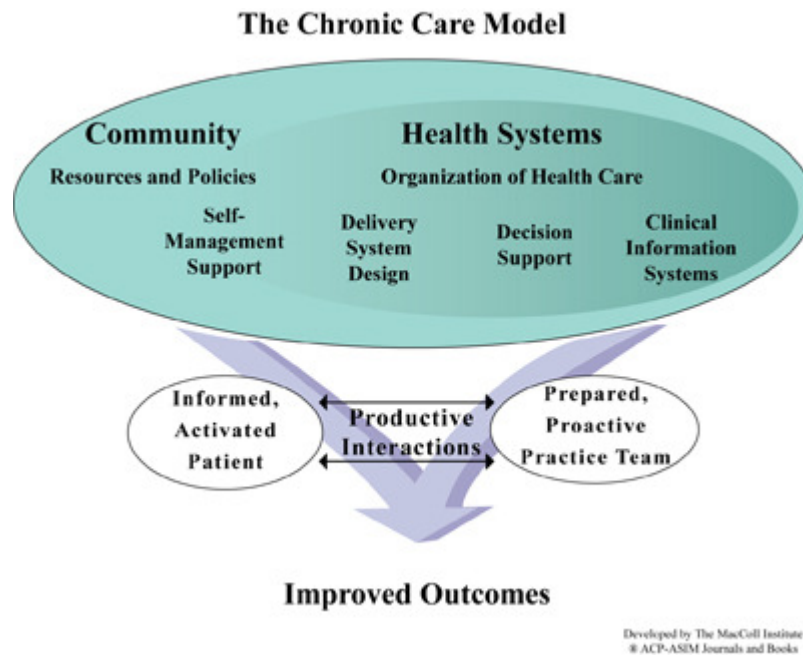 The Chronic Care Model
Community
Health Systems
Resources and Policies
Organization of Health Care
Self-
Management
Support
Delivery
System
Design
Decision
Support
Clinical
Information
Systems
Informed,
Activated
Patient
Productive
Interactions
Prepared,
Proactive
Practice Team
Improved Outcomes
Developed by The MacColl Institute
® ACP-ASIM Journals and Books